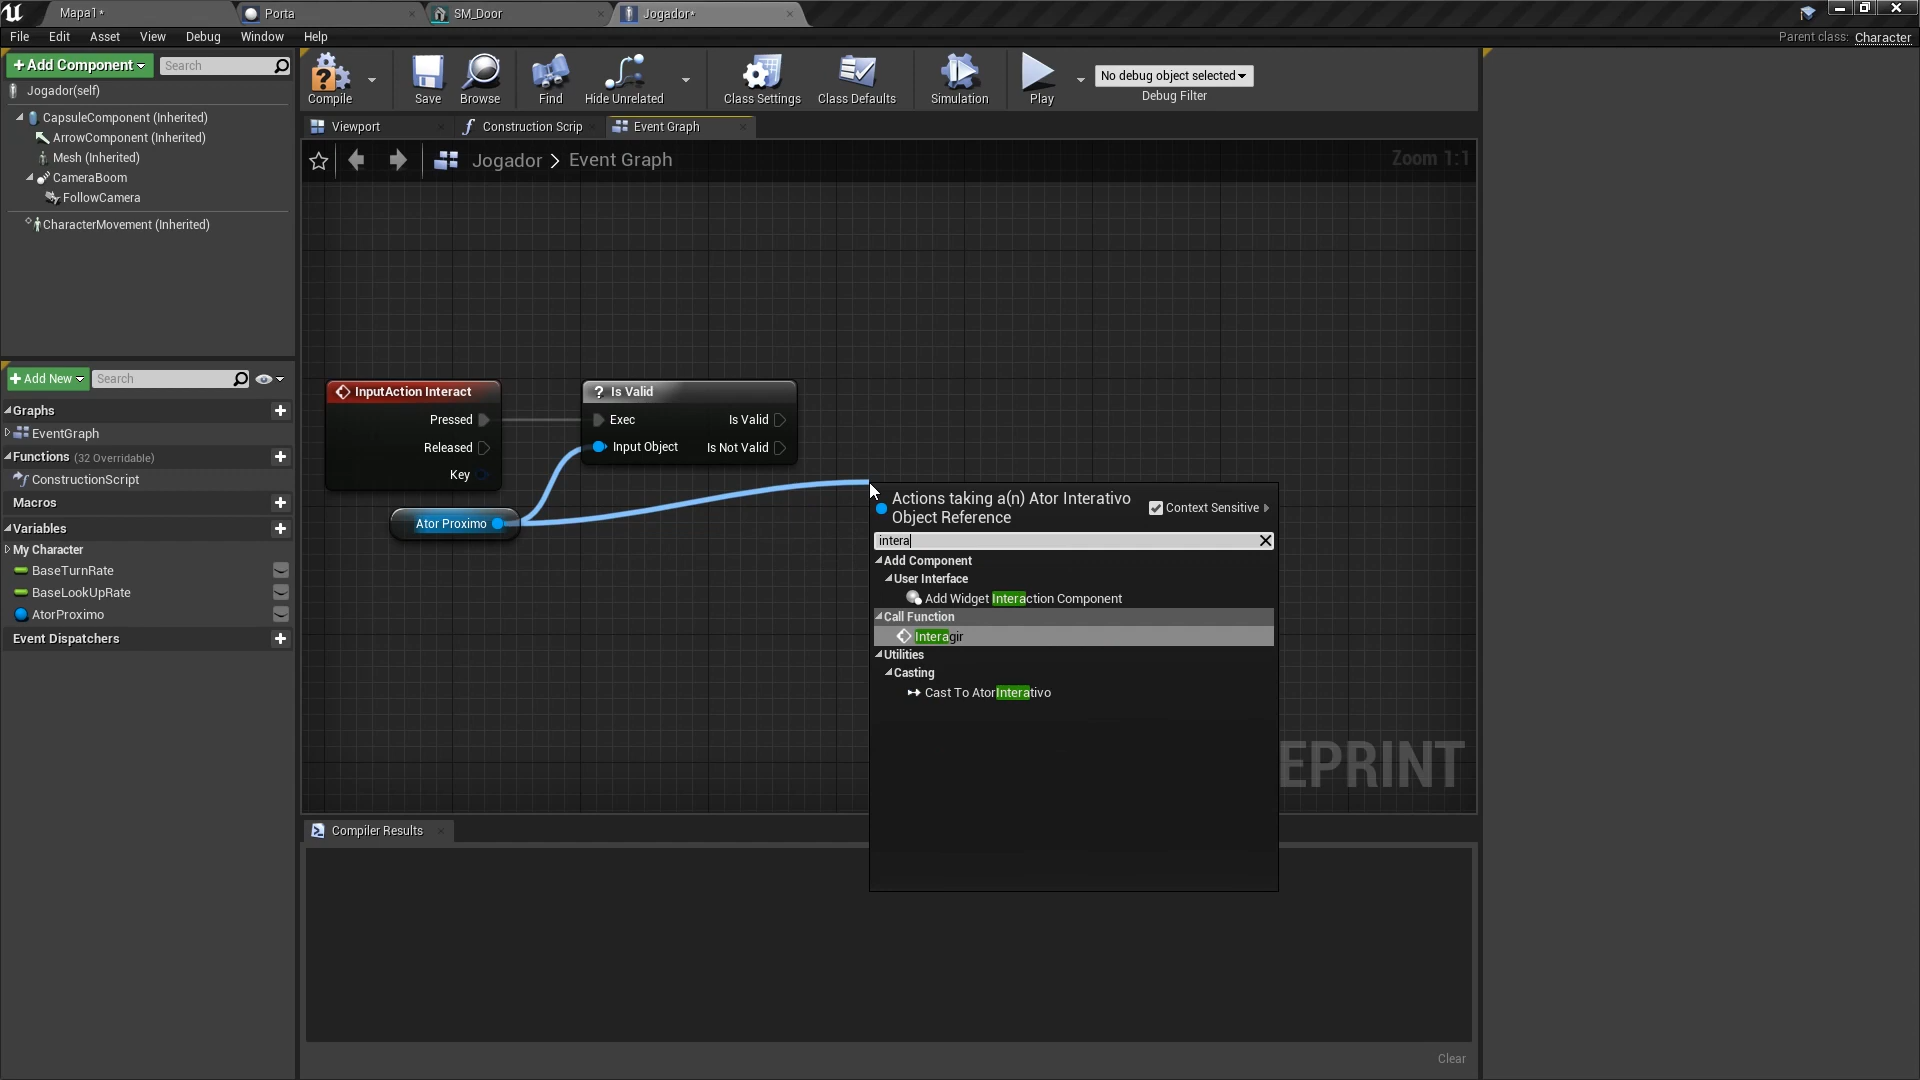 Mapa1*
Porta
SM_Door
Jogador*
File Edit Asset View Debug Window Help
Parent class: Character
+ Add Component
Search
Jogador(self)
CapsuleComponent (Inherited)
ArrowComponent (Inherited)
Mesh (Inherited)
CameraBoom
FollowCamera
CharacterMovement (Inherited)
Compile
Save
Browse
Find
Hide Unrelated
Class Settings
Class Defaults
Simulation
Play
No debug object selected
Debug Filter
Viewport
Construction Scrip
Event Graph
Jogador > Event Graph
Zoom 1:1
+ Add New
Search
Graphs
EventGraph
Functions (32 Overridable)
ConstructionScript
Macros
Variables
My Character
BaseTurnRate
BaseLookUpRate
AtorProximo
Event Dispatchers
InputAction Interact
Pressed
Released
Key
? Is Valid
Exec
Is Valid
Input Object
Is Not Valid
Ator Proximo
Actions taking a(n) Ator Interativo
Object Reference
Context Sensitive
intera
Add Component
User Interface
Add Widget Interaction Component
Call Function
Interagir
Utilities
Casting
Cast To AtorInterativo
EPRINT
Compiler Results
Clear